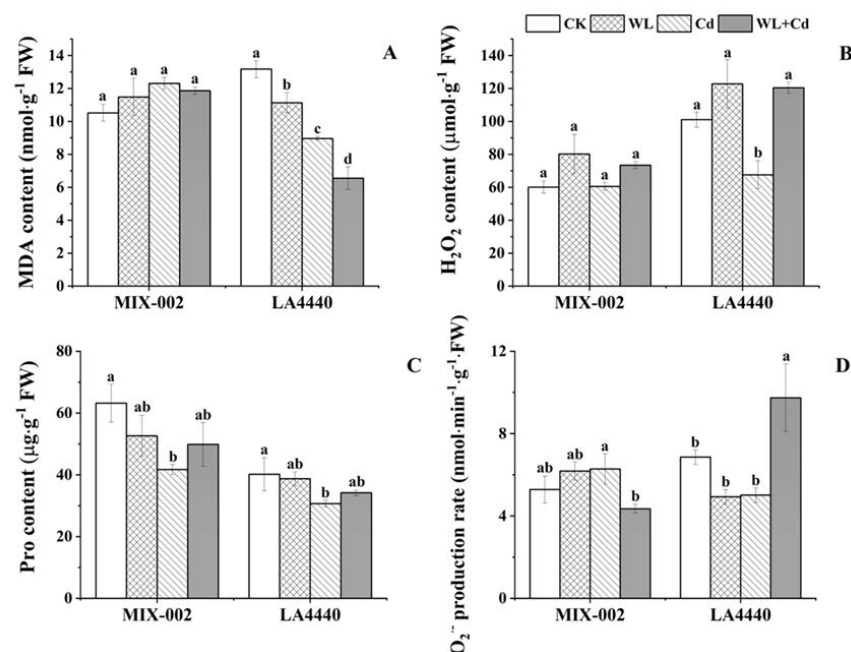 CK WL Cd WL+Cd
A
MDA content (nmol·g⁻¹ FW)
14
12
10
8
6
4
2
0
a a a a a b c d
MIX-002 LA4440
B
H₂O₂ content (μmol·g⁻¹ FW)
140
120
100
80
60
40
20
0
a a a a a a b a
MIX-002 LA4440
C
Pro content (μg·g⁻¹ FW)
80
60
40
20
0
a ab b ab a ab b ab
MIX-002 LA4440
D
O₂·⁻ production rate (nmol·min⁻¹·g⁻¹·FW)
12
9
6
3
0
ab a a b b b b a
MIX-002 LA4440